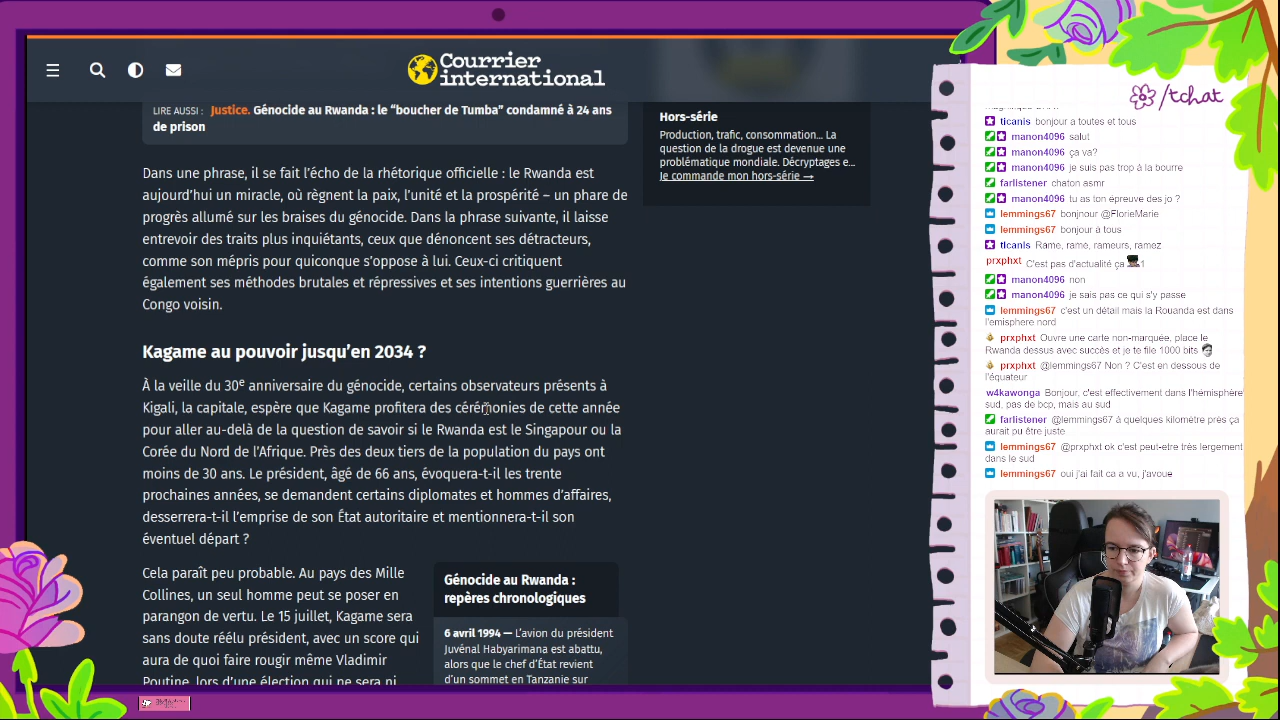 Courrier
international
LIRE AUSSI : Justice. Génocide au Rwanda : le “boucher de Tumba” condamné à 24 ans
de prison
Dans une phrase, il se fait l’écho de la rhétorique officielle : le Rwanda est
aujourd’hui un miracle où règnent la paix, l’unité et la prospérité – un phare de
progrès allumé sur les braises du génocide. Dans la phrase suivante, il laisse
entrevoir des traits plus inquiétants, ceux que dénoncent ses détracteurs,
comme son mépris pour quiconque s’oppose à lui. Ceux-ci critiquent
également ses méthodes à maintes répressives et ses intentions guerrières au
Congo voisin.
Kagame au pouvoir jusqu’en 2034 ?
À la veille du 30e anniversaire du génocide, certains observateurs présents à
Kigali, la capitale, espèrent que Kagame profitera des cérémonies de cette année
pour aller au-delà de la question de savoir si le Rwanda est le Singapour ou la
Corée du Nord de l’Afrique. Près des deux tiers de la population du pays ont
moins de 30 ans. Le président, âgé de 66 ans, évoquera-t-il les trente
prochaines années, se demandent certains diplomates et hommes d’affaires,
desserrera-t-il l’emprise de son État autoritaire et mentionnera-t-il son
éventuel départ ?
Cela paraît peu probable. Au pays des Mille
Collines, un seul homme peut se poser en
parangon de vertu. Le 15 juillet, Kagame sera
sans doute réélu président, avec un score qui
aura de quoi faire rougir même Vladimir
Poutine, lors d’une élection qui ne sera ni
Génocide au Rwanda :
repères chronologiques
6 avril 1994 — L’avion du président
Juvénal Habyarimana est abattu,
alors que le chef d’État revient
d’un sommet en Tanzanie sur
Hors-série
Production, trafic, consommation... La
question de la drogue est devenue une
problématique mondiale. Décryptages e...
Je commande mon hors-série →
/tchat
ticanis bonjour a toutes et tous
manon4096 salut
manon4096 ça va?
manon4096 je suis pas trop à la bourre
farlistener chaton asmr
manon4096 tu as ton épreuve des jo ?
lemmings67 bonjnour @FlorieMarie
lemmings67 bonjour à tous
ticanis Rame, rame, rameurs, ramez
prxphxt C'est pas d'actualité ça 1
manon4096 non
manon4096 je sais pas ce qui s'y passe
lemmings67 c'est un détail mais la Rouanda est dans
l'emisphere nord
prxphxt Ouvre une carte non-marquée, place le
Rwanda dessus avec succès et je te file 1000 bits
prxphxt @lemmings67 Non ? C'est en dessous de
l'équateur
w4kawonga Bonjour, c'est effectivement dans l'hémisphère
sud, pas de bcp, mais au sud
farlistener @lemmings67 à quelques kilomètre près ça
aurait pu être juste
lemmings67 @prxphxt ok c'est peut-etre très lergement
dans le sud
lemmings67 oui j'ai fait ca a vu, j'avoue